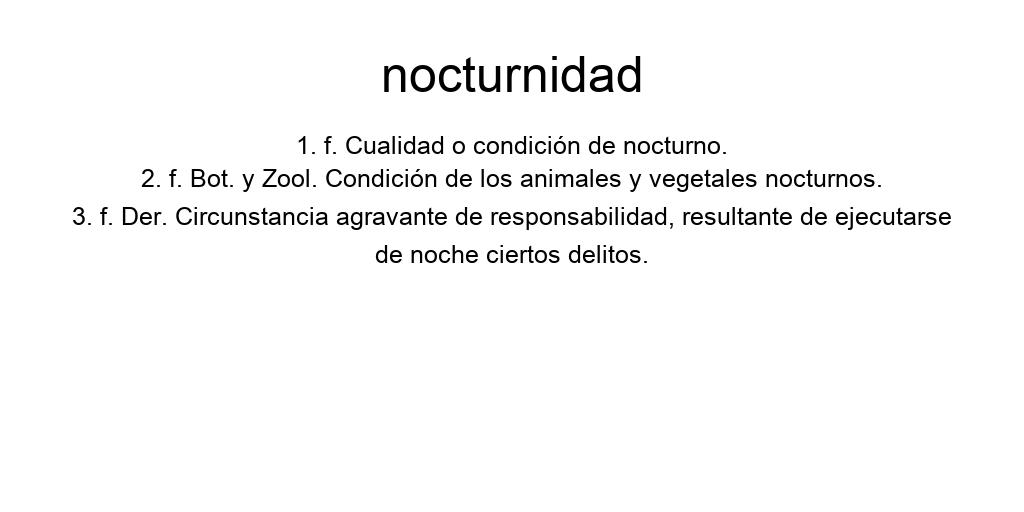 nocturnidad
1. f. Cualidad o condición de nocturno.
2. f. Bot. y Zool. Condición de los animales y vegetales nocturnos.
3. f. Der. Circunstancia agravante de responsabilidad, resultante de ejecutarse
de noche ciertos delitos.